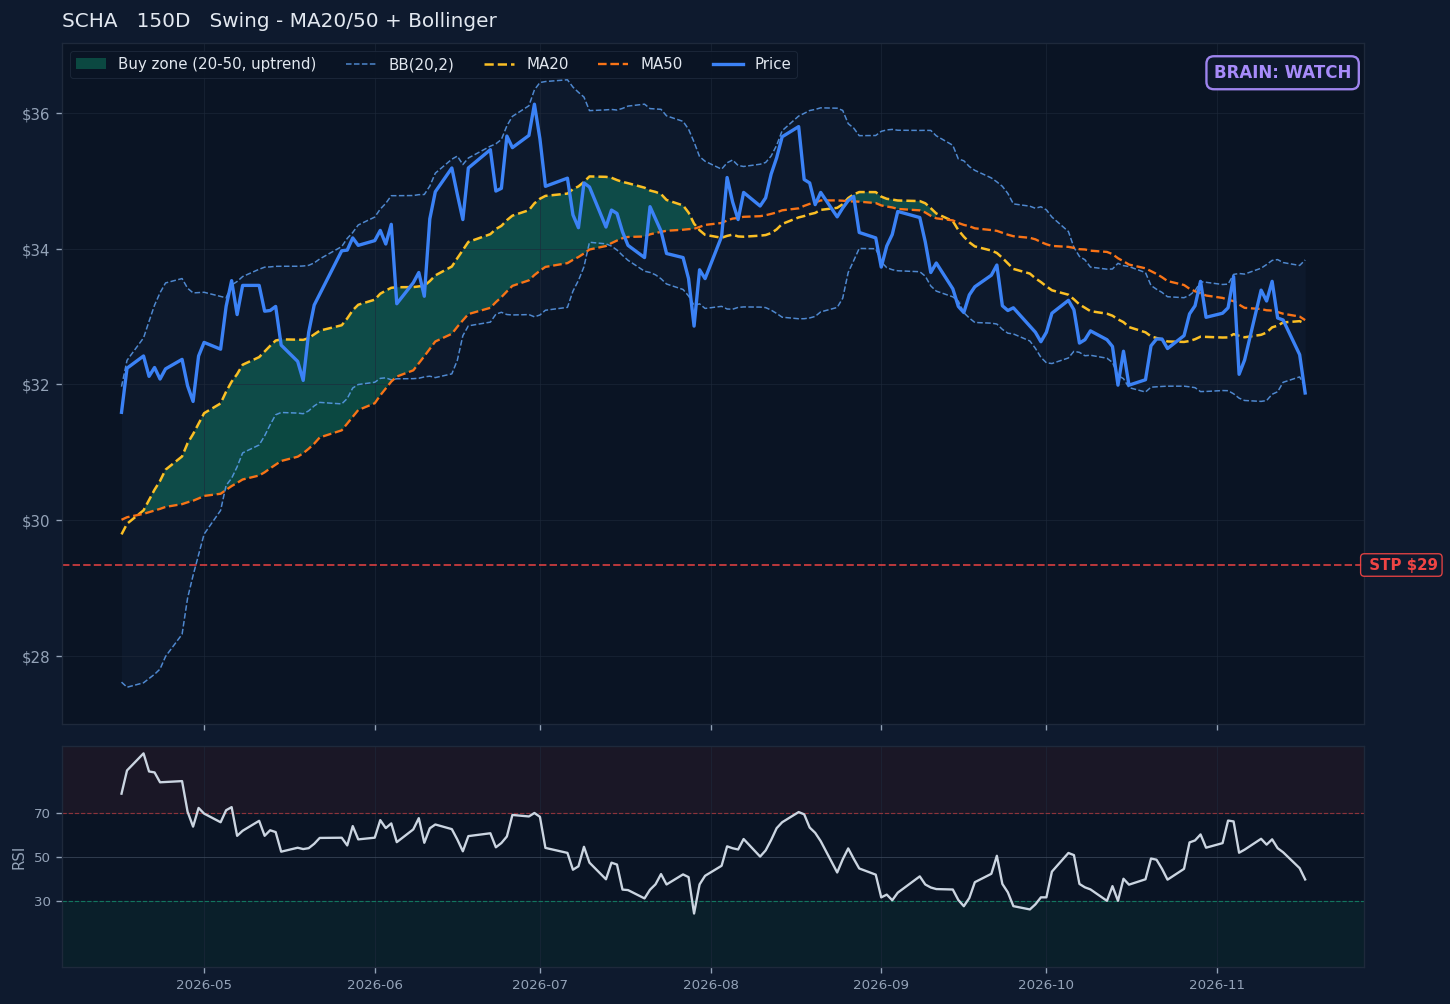 SCHA   150D   Swing - MA20/50 + Bollinger
Buy zone (20-50, uptrend)   BB(20,2)   MA20   MA50   Price
BRAIN: WATCH
$36
$34
$32
$30
STP $29
$28
70
50
30
RSI
2026-05   2026-06   2026-07   2026-08   2026-09   2026-10   2026-11